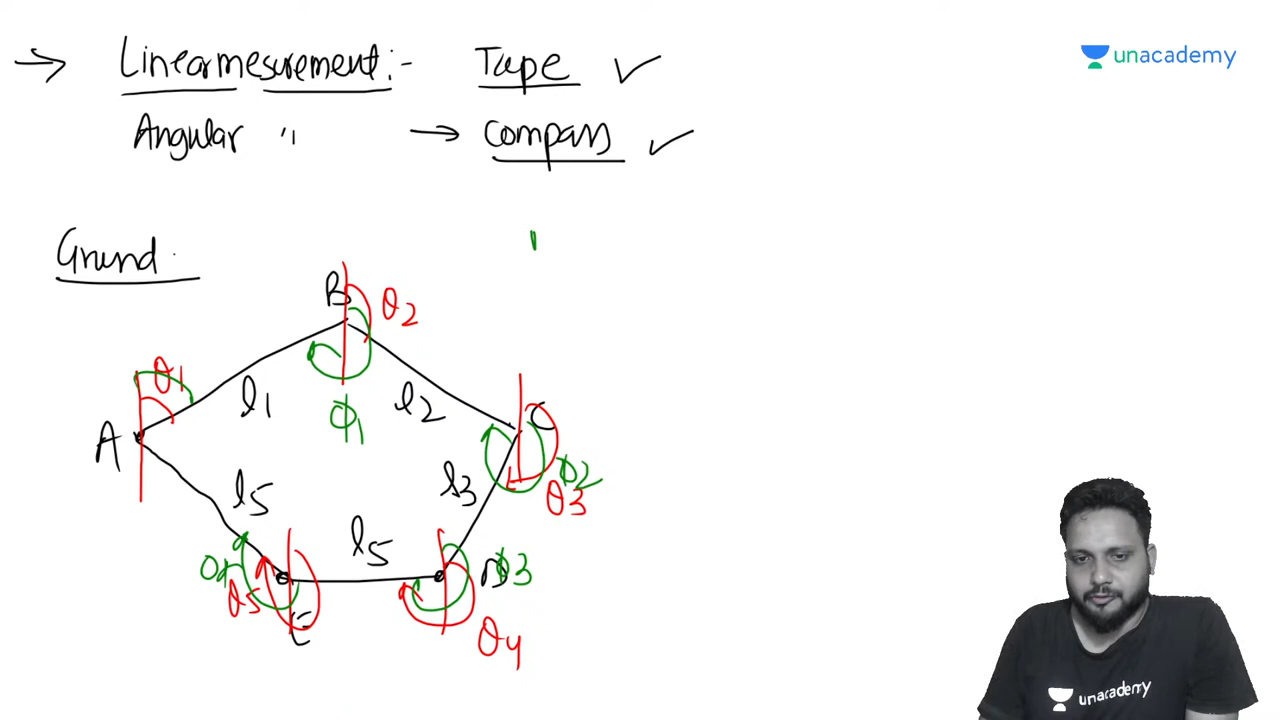 → Linearmesurement:- Tape ✓
unacademy
Angular " → Compass ✓
Grund
B
θ2
θ1
A
l1
ϕ1
l2
C
l3
ϕ2
θ3
l5
l5
ϕ3
θ5
E
θ4
unacademy